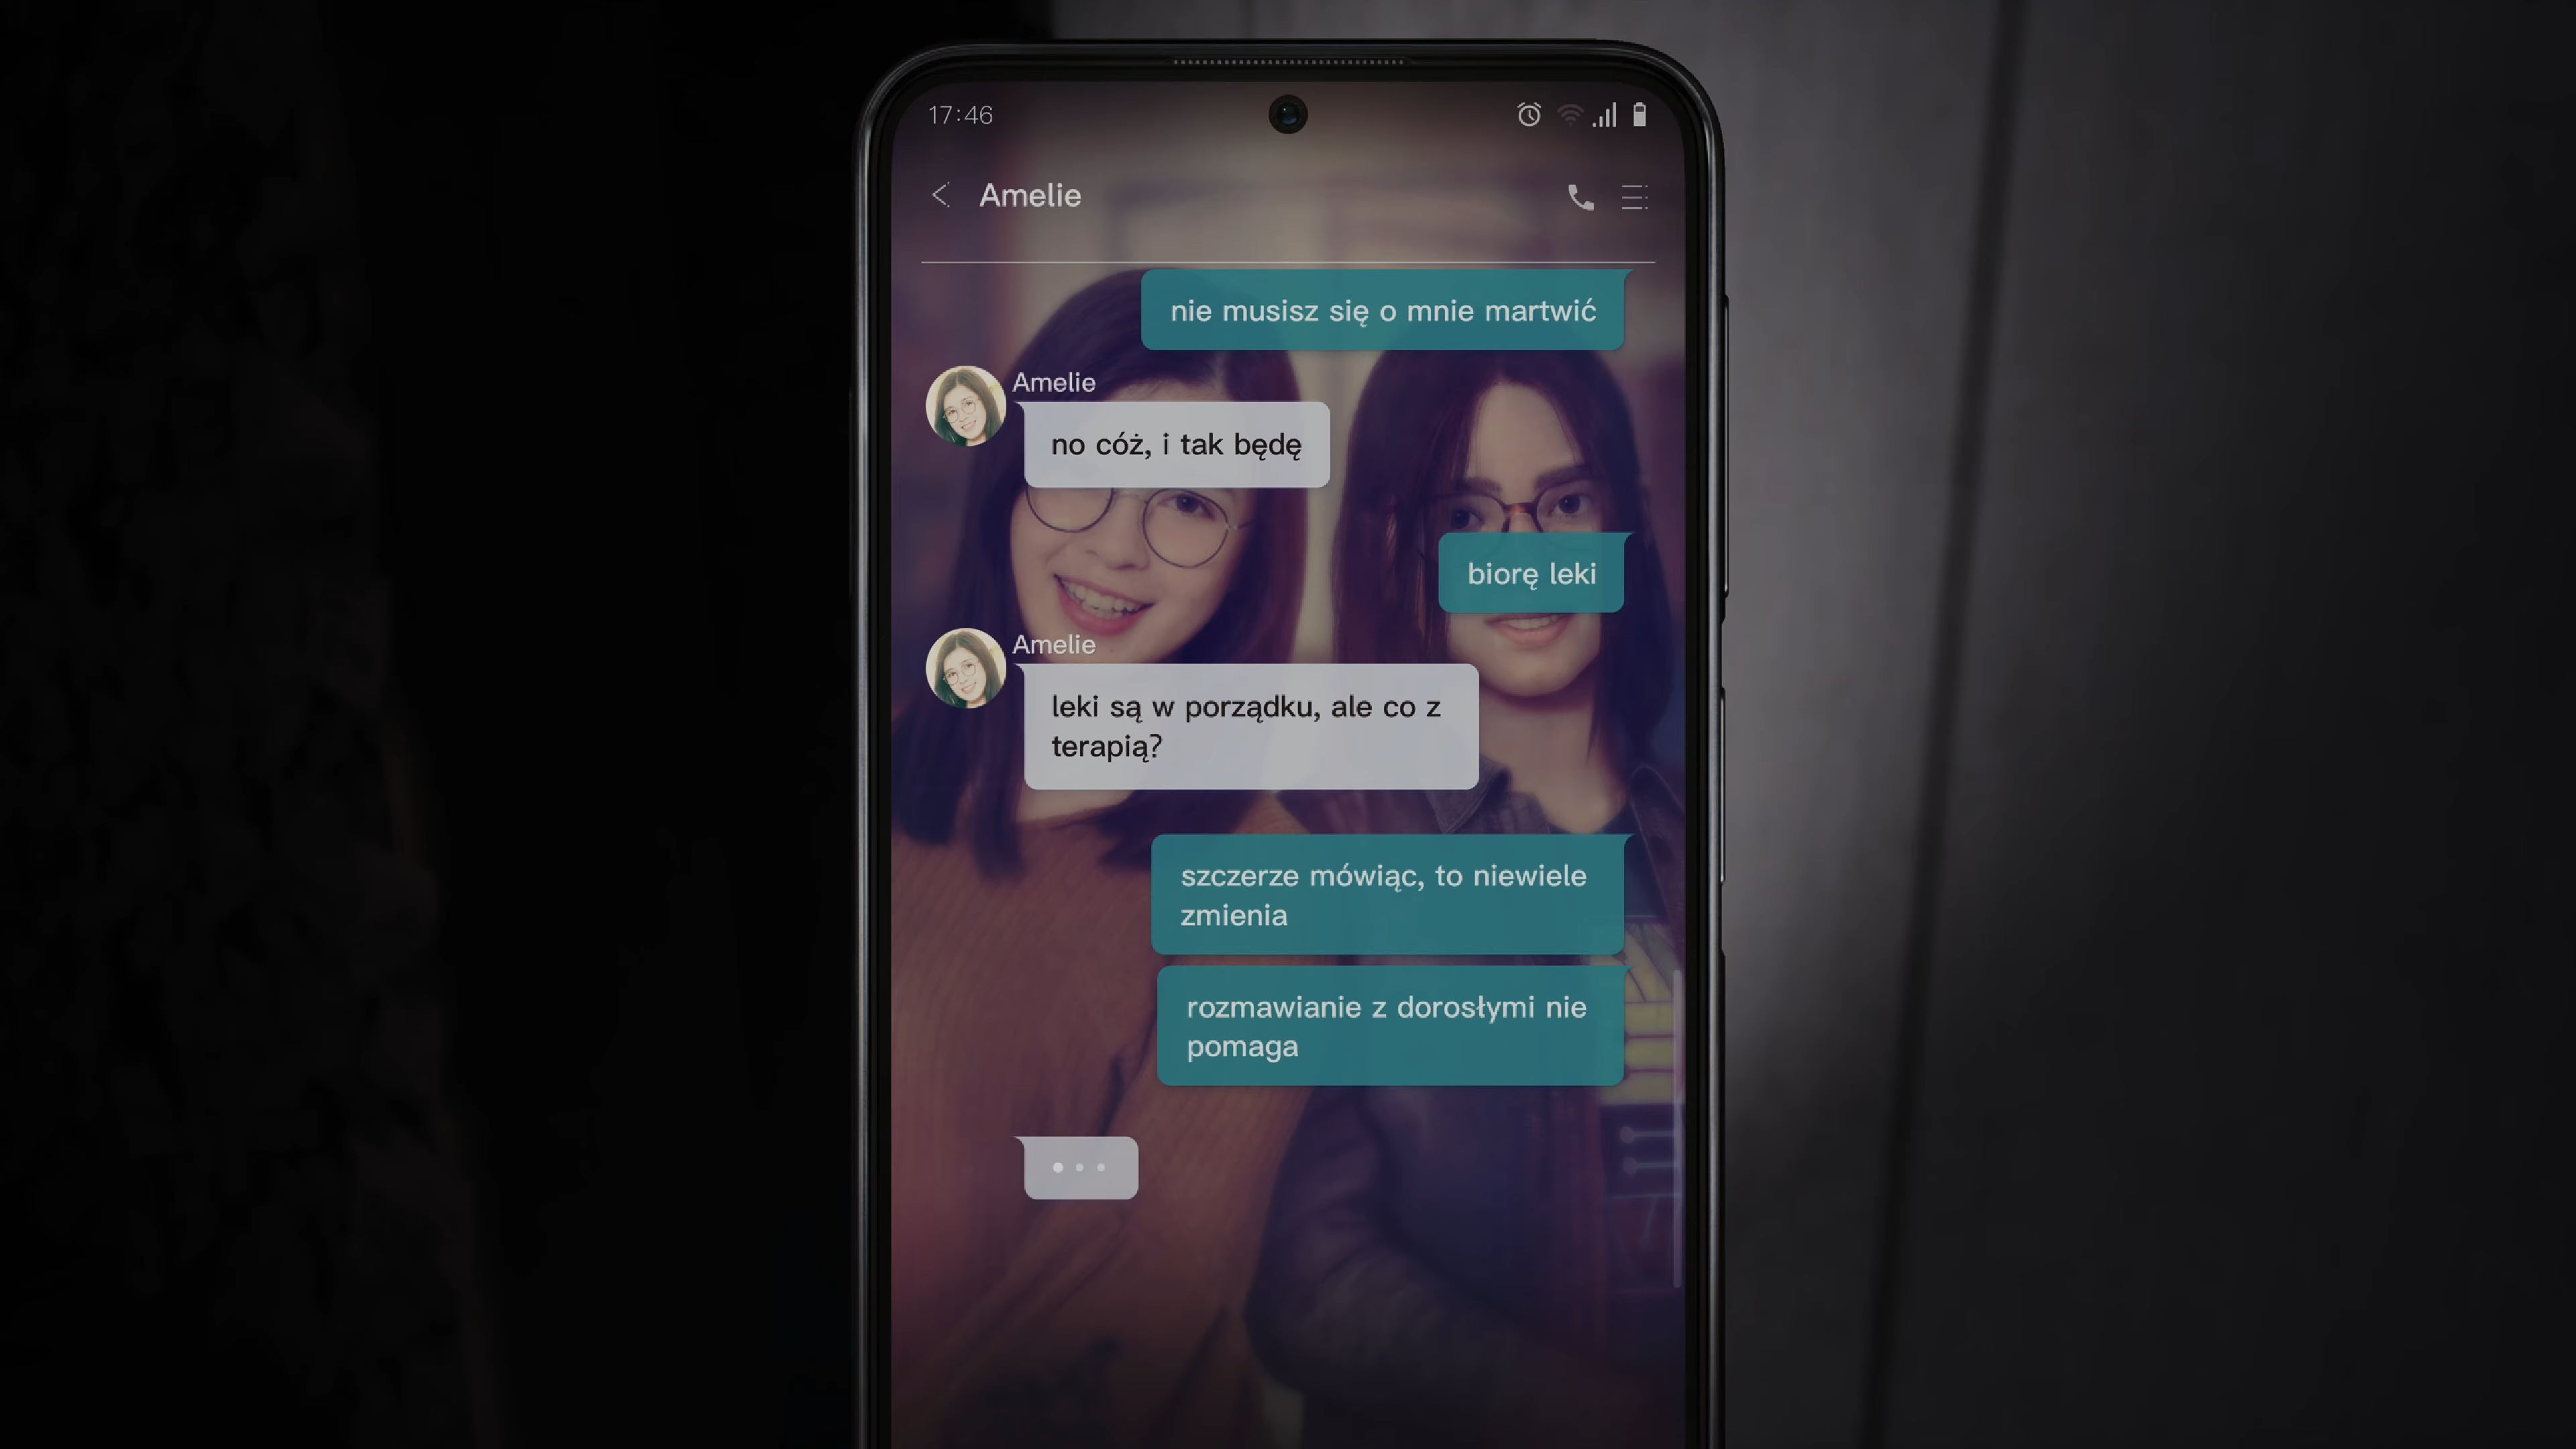 17:46
Amelie
nie musisz się o mnie martwić
Amelie
no cóż, i tak będę
biorę leki
Amelie
leki są w porządku, ale co z
terapią?
szczerze mówiąc, to niewiele
zmienia
rozmawianie z dorosłymi nie
pomaga